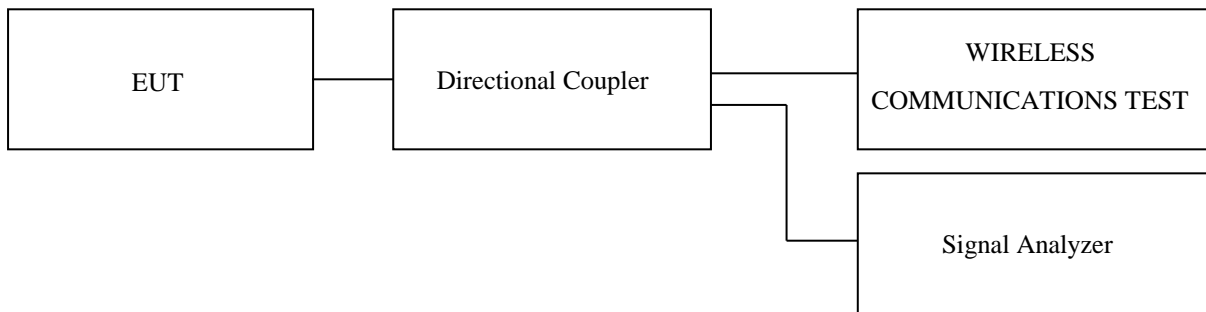 EUT
Directional Coupler
WIRELESS
COMMUNICATIONS TEST
Signal Analyzer